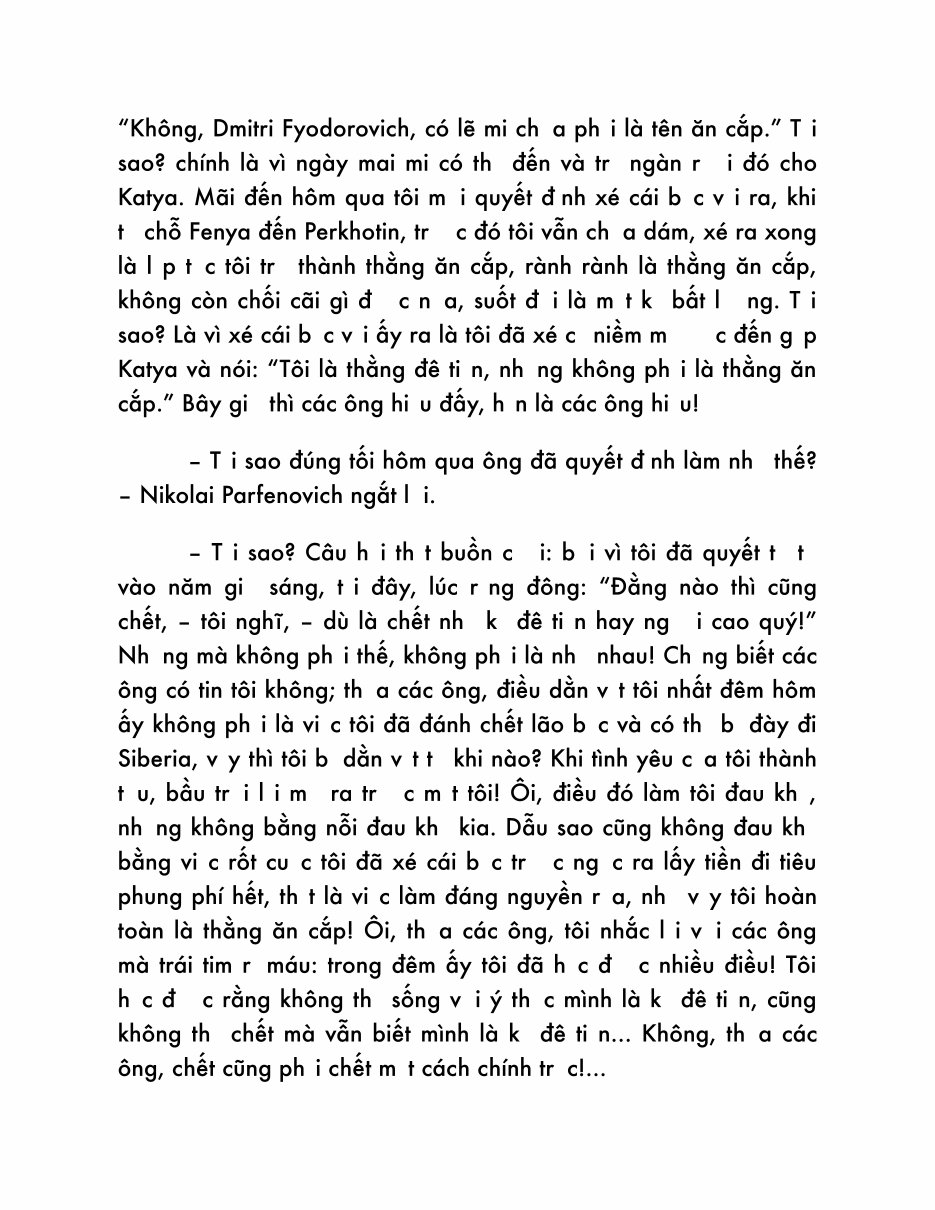 “Không, Dmitri Fyodorovich, có lẽ mi ch a ph i là tên ăn cắp.” T i
sao? chính là vì ngày mai mi có th đến và tr ngàn r i đó cho
Katya. Mãi đến hôm qua tôi m i quyết đ nh xé cái b c v i ra, khi
t chỗ Fenya đến Perkhotin, tr c đó tôi vẫn ch a dám, xé ra xong
là l p t c tôi tr thành thằng ăn cắp, rành rành là thằng ăn cắp,
không còn chối cãi gì đ c n a, suốt đ i là m t k bất l ng. T i
sao? Là vì xé cái b c v i ấy ra là tôi đã xé c niềm m c đến g p
Katya và nói: “Tôi là thằng đê ti n, nh ng không ph i là thằng ăn
cắp.” Bây gi thì các ông hi u đấy, h n là các ông hi u!
– T i sao đúng tối hôm qua ông đã quyết đ nh làm nh thế?
– Nikolai Parfenovich ngắt l i.
– T i sao? Câu h i th t buồn c i: b i vì tôi đã quyết t t
vào năm gi sáng, t i đây, lúc r ng đông: “Đằng nào thì cũng
chết, – tôi nghĩ, – dù là chết nh k đê ti n hay ng i cao quý!”
Nh ng mà không ph i thế, không ph i là nh nhau! Ch ng biết các
ông có tin tôi không; th a các ông, điều dằn v t tôi nhất đêm hôm
ấy không ph i là vi c tôi đã đánh chết lão b c và có th b đày đi
Siberia, v y thì tôi b dằn v t t khi nào? Khi tình yêu c a tôi thành
t u, bầu tr i l i m ra tr c m t tôi! Ôi, điều đó làm tôi đau kh ,
nh ng không bằng nỗi đau kh kia. Dẫu sao cũng không đau kh
bằng vi c rốt cu c tôi đã xé cái b c tr c ng c ra lấy tiền đi tiêu
phung phí hết, th t là vi c làm đáng nguyền r a, nh v y tôi hoàn
toàn là thằng ăn cắp! Ôi, th a các ông, tôi nhắc l i v i các ông
mà trái tim r máu: trong đêm ấy tôi đã h c đ c nhiều điều! Tôi
h c đ c rằng không th sống v i ý th c mình là k đê ti n, cũng
không th chết mà vẫn biết mình là k đê ti n... Không, th a các
ông, chết cũng ph i chết m t cách chính tr c!...